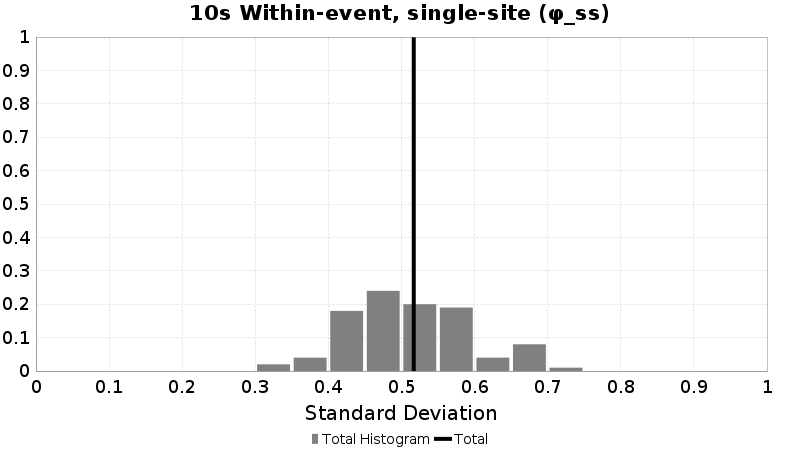 10s Within-event, single-site (φ_ss)
1
0.9
0.8
0.7
0.6
0.5
0.4
0.3
0.2
0.1
0
0 0.1 0.2 0.3 0.4 0.5 0.6 0.7 0.8 0.9 1
Standard Deviation
Total Histogram Total